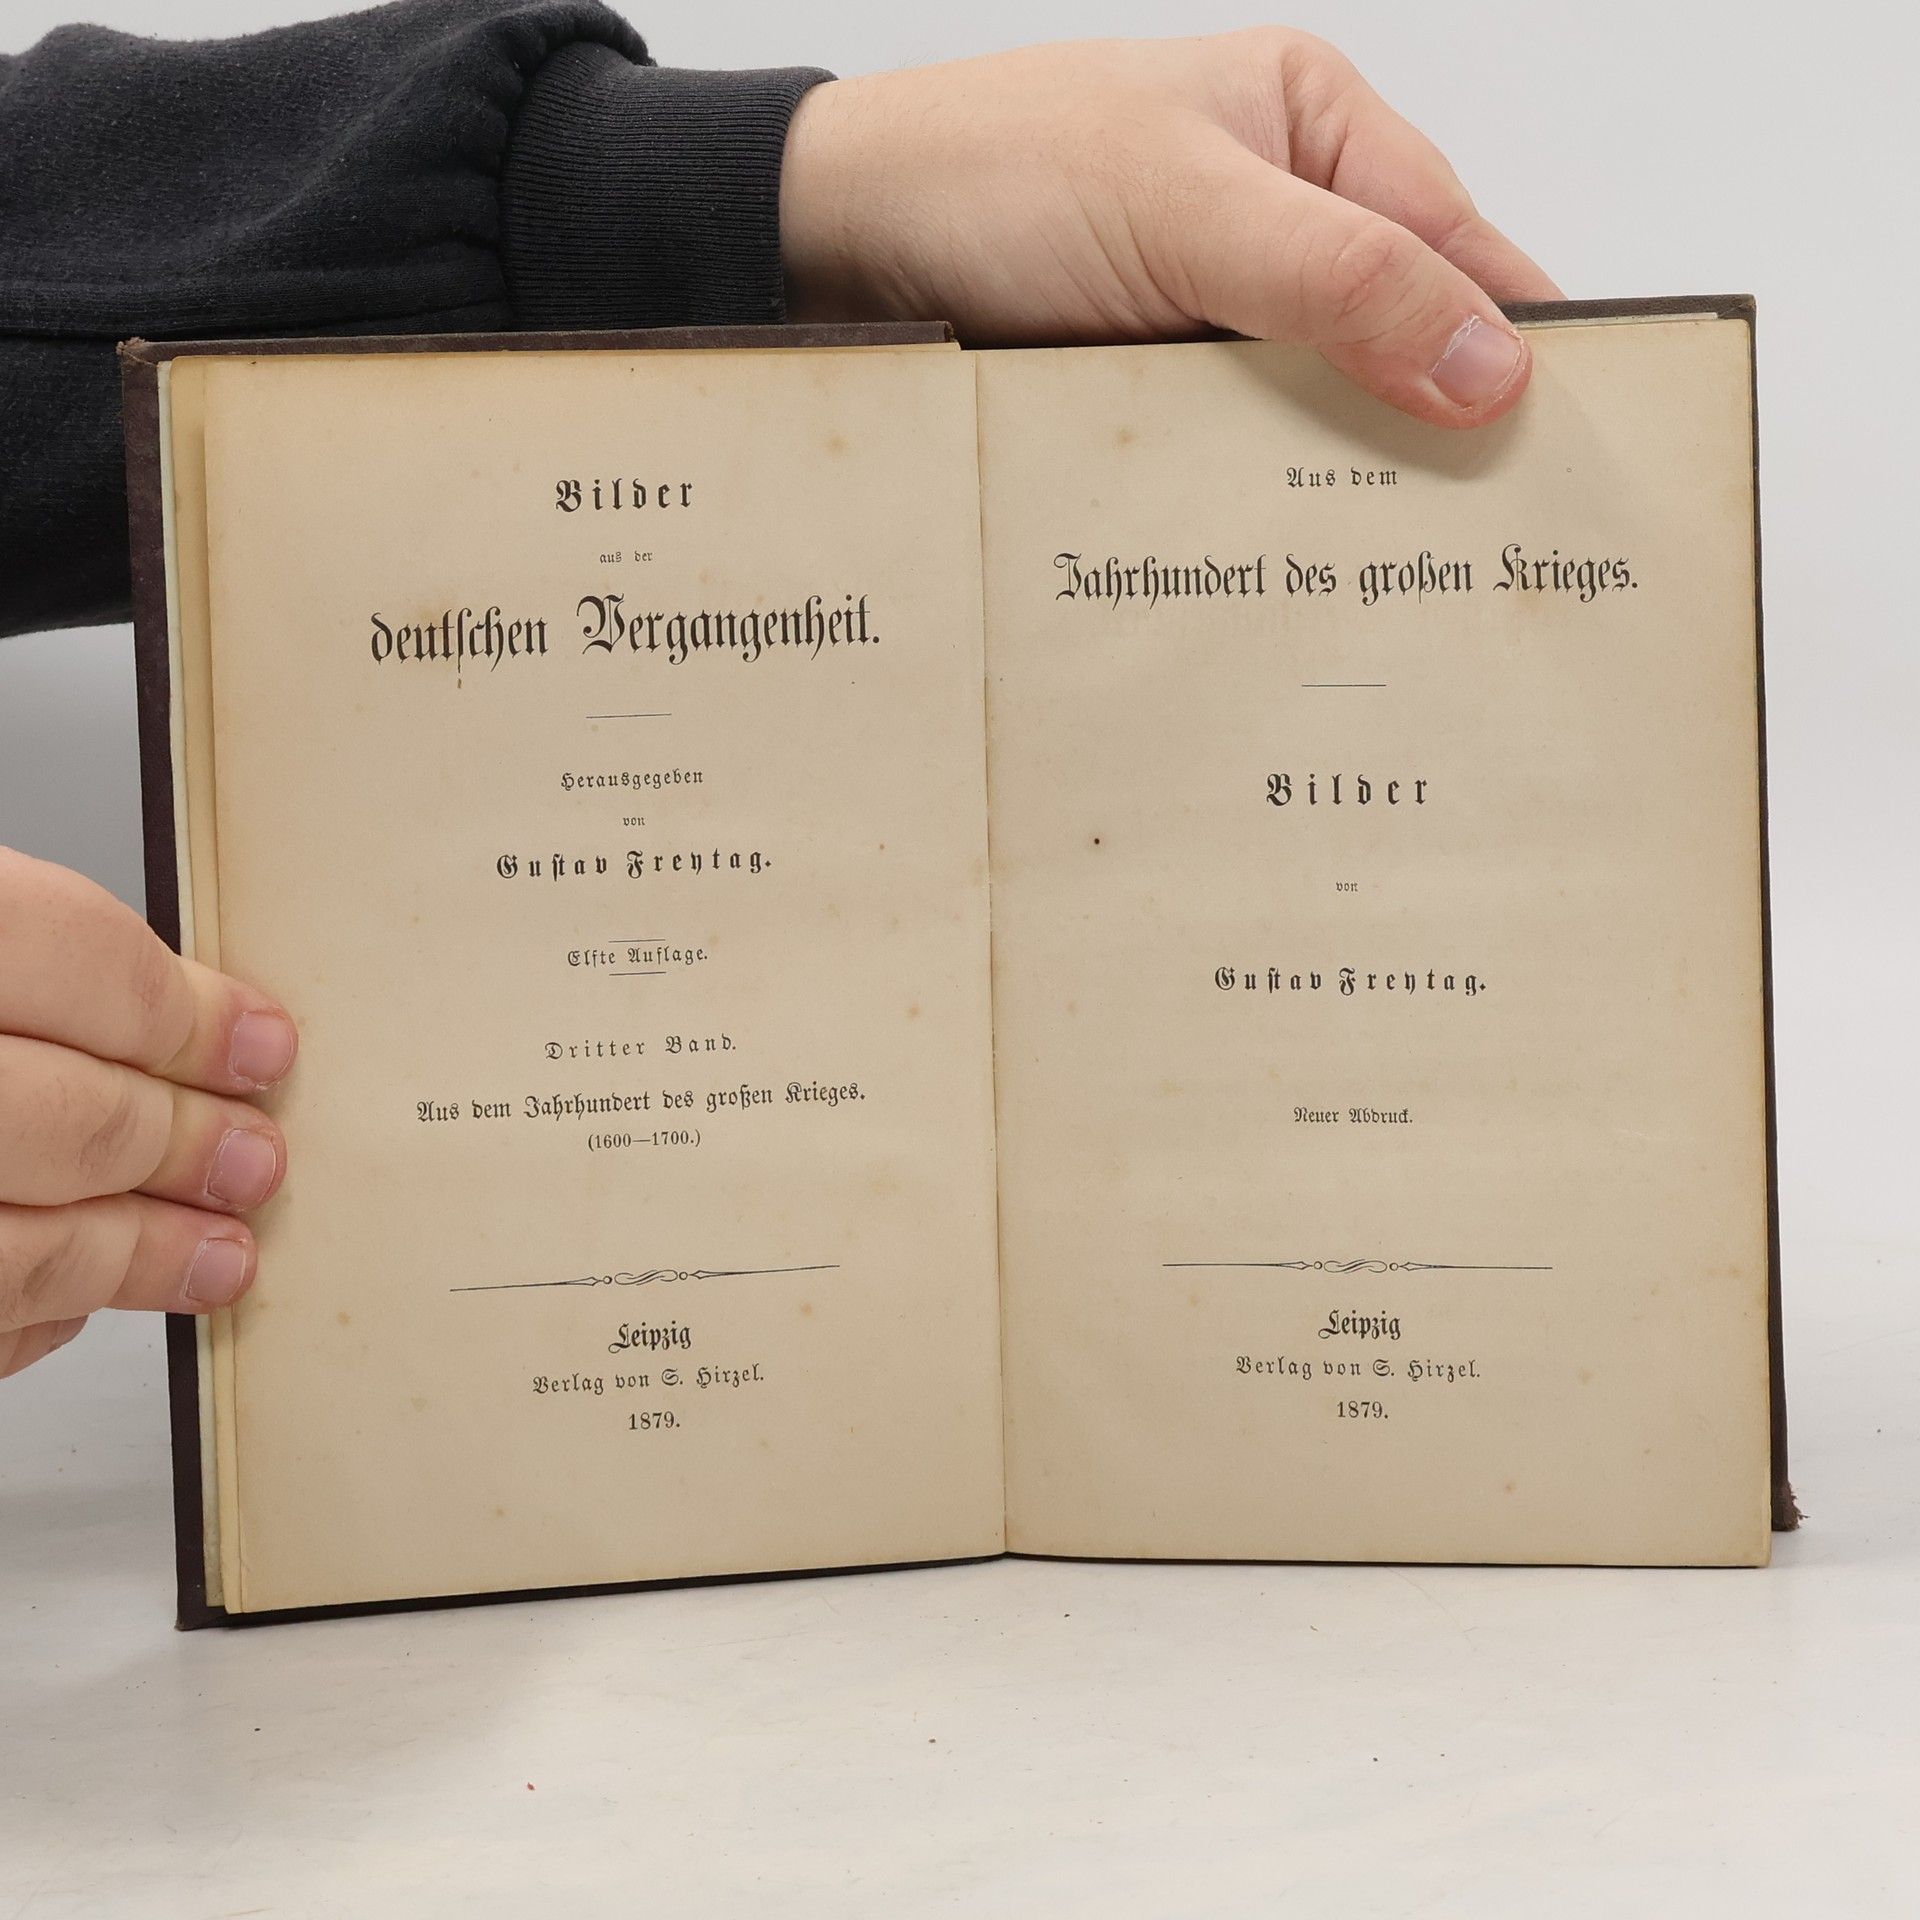 Bilder
aus der
deutschen Vergangenheit.
Herausgegeben
von
Gustav Freytag.
Elfte Auflage.
Dritter Band.
Aus dem Jahrhundert des großen Krieges.
(1600—1700.)
Leipzig
Verlag von S. Hirzel.
1879.
Aus dem
Jahrhundert des großen Krieges.
Bilder
von
Gustav Freytag.
Neuer Abdruck.
Leipzig
Verlag von S. Hirzel.
1879.